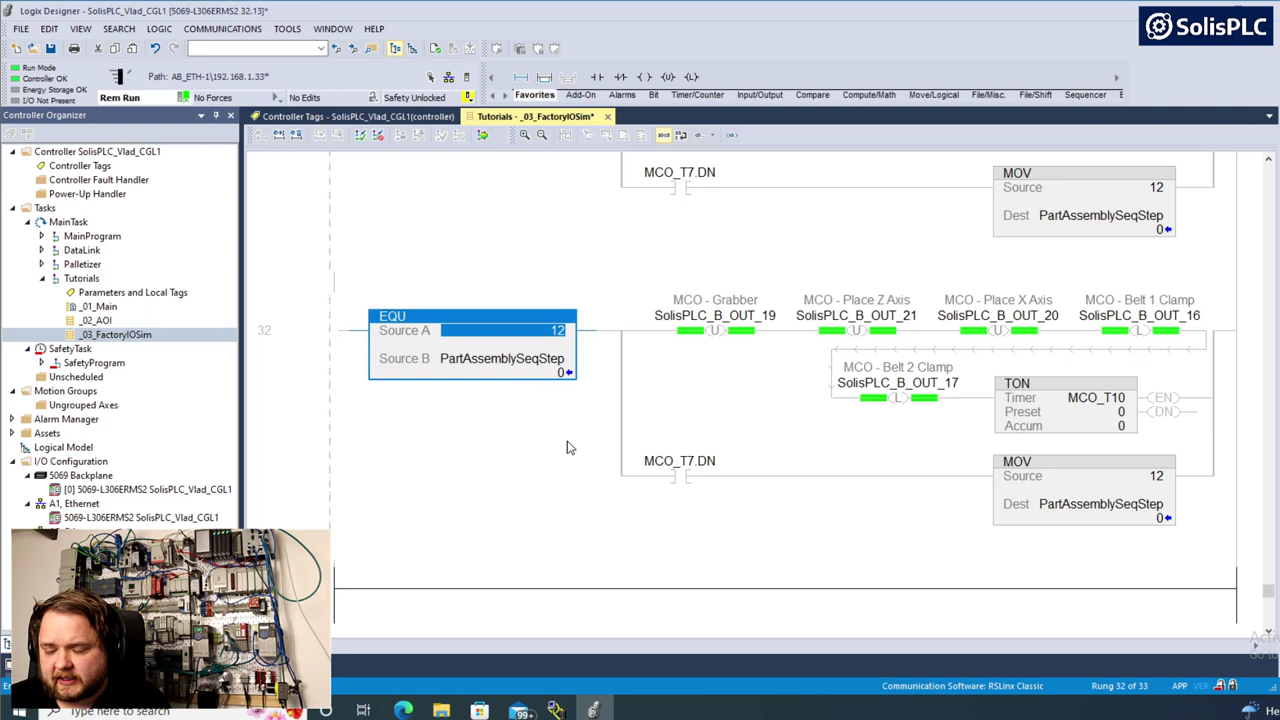 Logix Designer - SolisPLC_Vlad_CGL1 [5069-L306ERMS2 32.13]*
SolisPLC
FILE EDIT VIEW SEARCH LOGIC COMMUNICATIONS TOOLS WINDOW HELP
Run Mode
Controller OK
Energy Storage OK
I/O Not Present
Path: AB_ETH-1\192.168.1.33*
Rem Run No Forces No Edits Safety Unlocked
Favorites Add-On Alarms Bit Timer/Counter Input/Output Compare Compute/Math Move/Logical File/Misc. File/Shift Sequencer
Controller Organizer
Controller Tags - SolisPLC_Vlad_CGL1(controller)
Tutorials - _03_FactoryIOSim*
Controller SolisPLC_Vlad_CGL1
Controller Tags
Controller Fault Handler
Power-Up Handler
Tasks
MainTask
MainProgram
DataLink
Palletizer
Tutorials
Parameters and Local Tags
_01_Main
_02_AOI
_03_FactoryIOSim
SafetyTask
SafetyProgram
Unscheduled
Motion Groups
Ungrouped Axes
Alarm Manager
Assets
Logical Model
I/O Configuration
5069 Backplane
[0] 5069-L306ERMS2 SolisPLC_Vlad_CGL1
A1, Ethernet
5069-L306ERMS2 SolisPLC_Vlad_CGL1
MCO_T7.DN
MOV
Source 12
Dest PartAssemblySeqStep
0
32
EQU
Source A 12
Source B PartAssemblySeqStep
0
MCO - Grabber
SolisPLC_B_OUT_19
U
MCO - Place Z Axis
SolisPLC_B_OUT_21
U
MCO - Place X Axis
SolisPLC_B_OUT_20
U
MCO - Belt 1 Clamp
SolisPLC_B_OUT_16
L
MCO - Belt 2 Clamp
SolisPLC_B_OUT_17
L
TON
Timer MCO_T10
Preset 0
Accum 0
EN
DN
MCO_T7.DN
MOV
Source 12
Dest PartAssemblySeqStep
0
Communication Software: RSLinx Classic
Rung 32 of 33
APP VER
Type here to search
99+